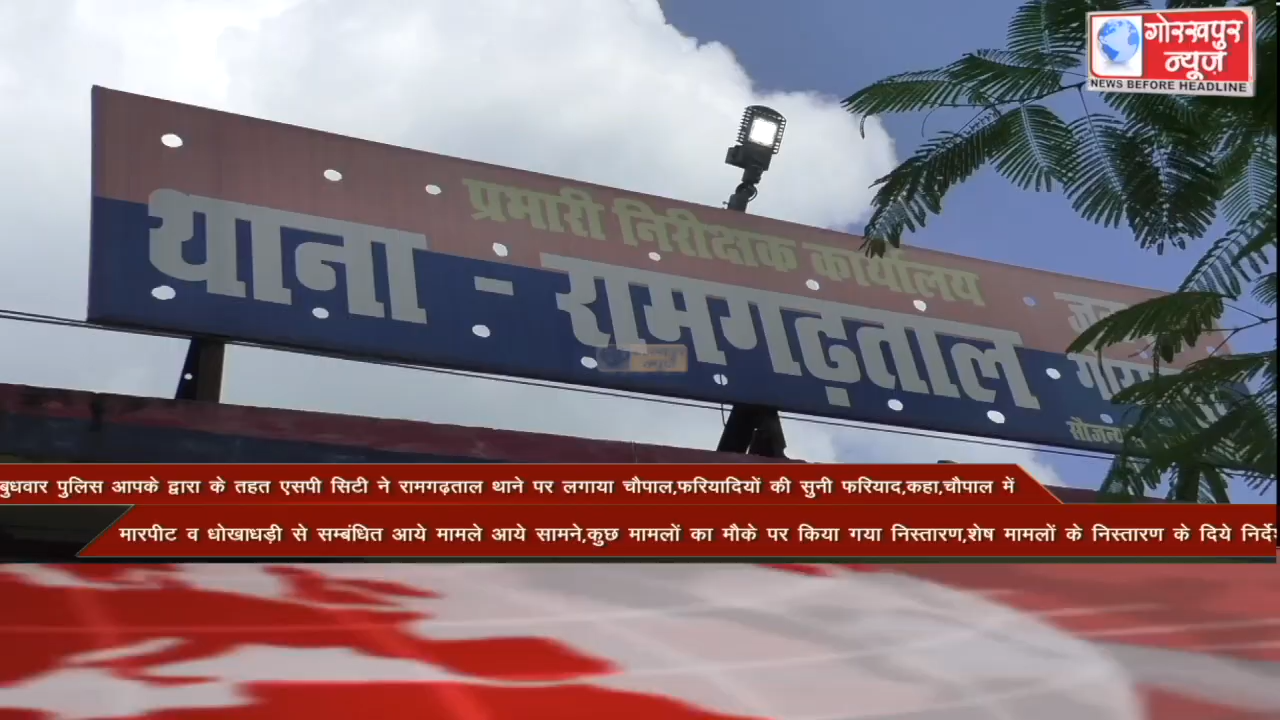 गोरखपुर
न्यूज़
NEWS BEFORE HEADLINE
प्रभारी निरीक्षक कार्यालय
थाना - रामगढ़ताल
बुधवार पुलिस आपके द्वारा के तहत एसपी सिटी ने रामगढ़ताल थाने पर लगाया चौपाल,फरियादियों की सुनी फरियाद,कहा,चौपाल में
मारपीट व धोखाधड़ी से सम्बंधित आये मामले आये सामने,कुछ मामलों का मौके पर किया गया निस्तारण,शेष मामलों के निस्तारण के दिये